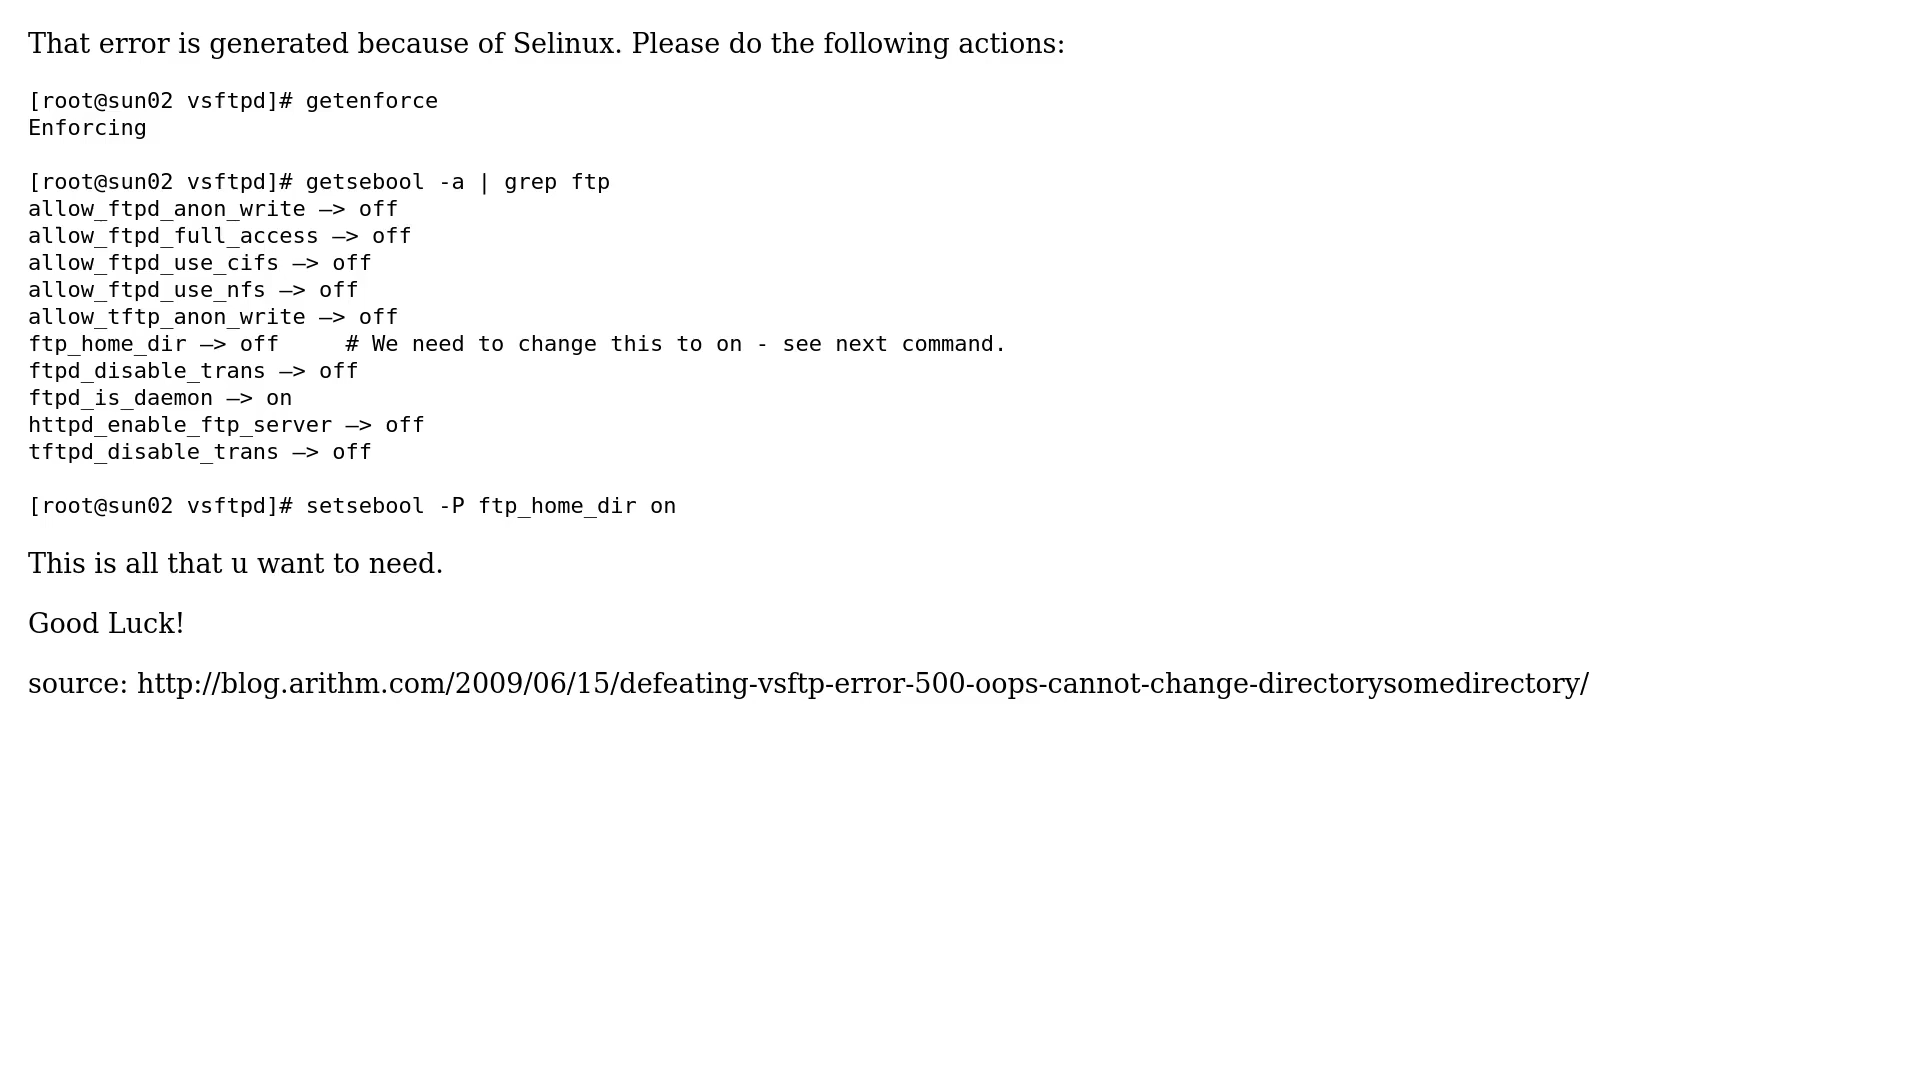 That error is generated because of Selinux. Please do the following actions:
[root@sun02 vsftpd]# getenforce
Enforcing
[root@sun02 vsftpd]# getsebool -a | grep ftp
allow_ftpd_anon_write —> off
allow_ftpd_full_access —> off
allow_ftpd_use_cifs —> off
allow_ftpd_use_nfs —> off
allow_tftp_anon_write —> off
ftp_home_dir —> off     # We need to change this to on - see next command.
ftpd_disable_trans —> off
ftpd_is_daemon —> on
httpd_enable_ftp_server —> off
tftpd_disable_trans —> off
[root@sun02 vsftpd]# setsebool -P ftp_home_dir on
This is all that u want to need.
Good Luck!
source: http://blog.arithm.com/2009/06/15/defeating-vsftp-error-500-oops-cannot-change-directorysomedirectory/